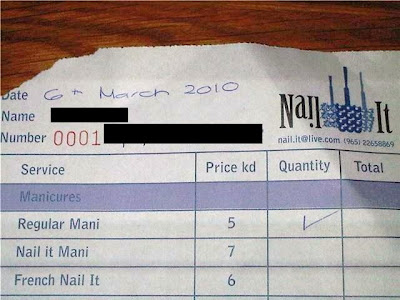 Date 6th March 2010
Name
Number 0001
Nail It
nail.it@live.com (965) 22658869
Service Price kd Quantity Total
Manicures
Regular Mani 5 ✓
Nail it Mani 7
French Nail It 6